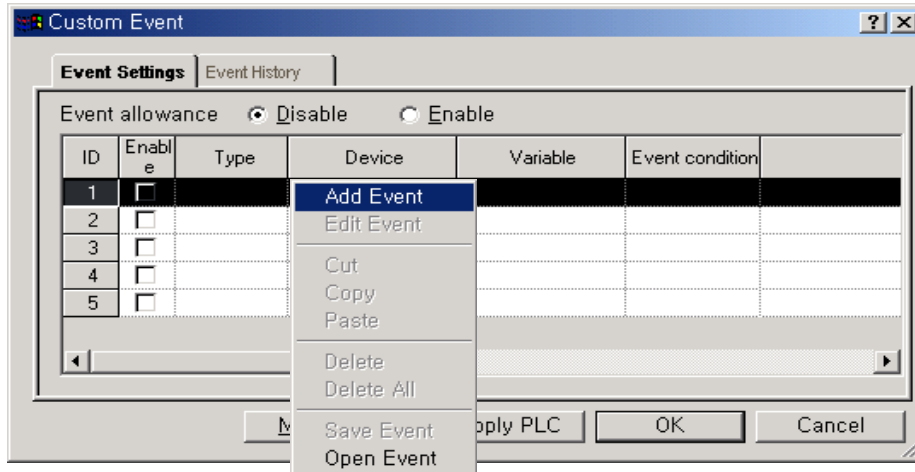 Custom Event
Event Settings Event History
Event allowance Disable Enable
ID Enable Type Device Variable Event condition
1
2
3
4
5
Add Event
Edit Event
Cut
Copy
Paste
Delete
Delete All
Save Event
Open Event
PLC OK Cancel